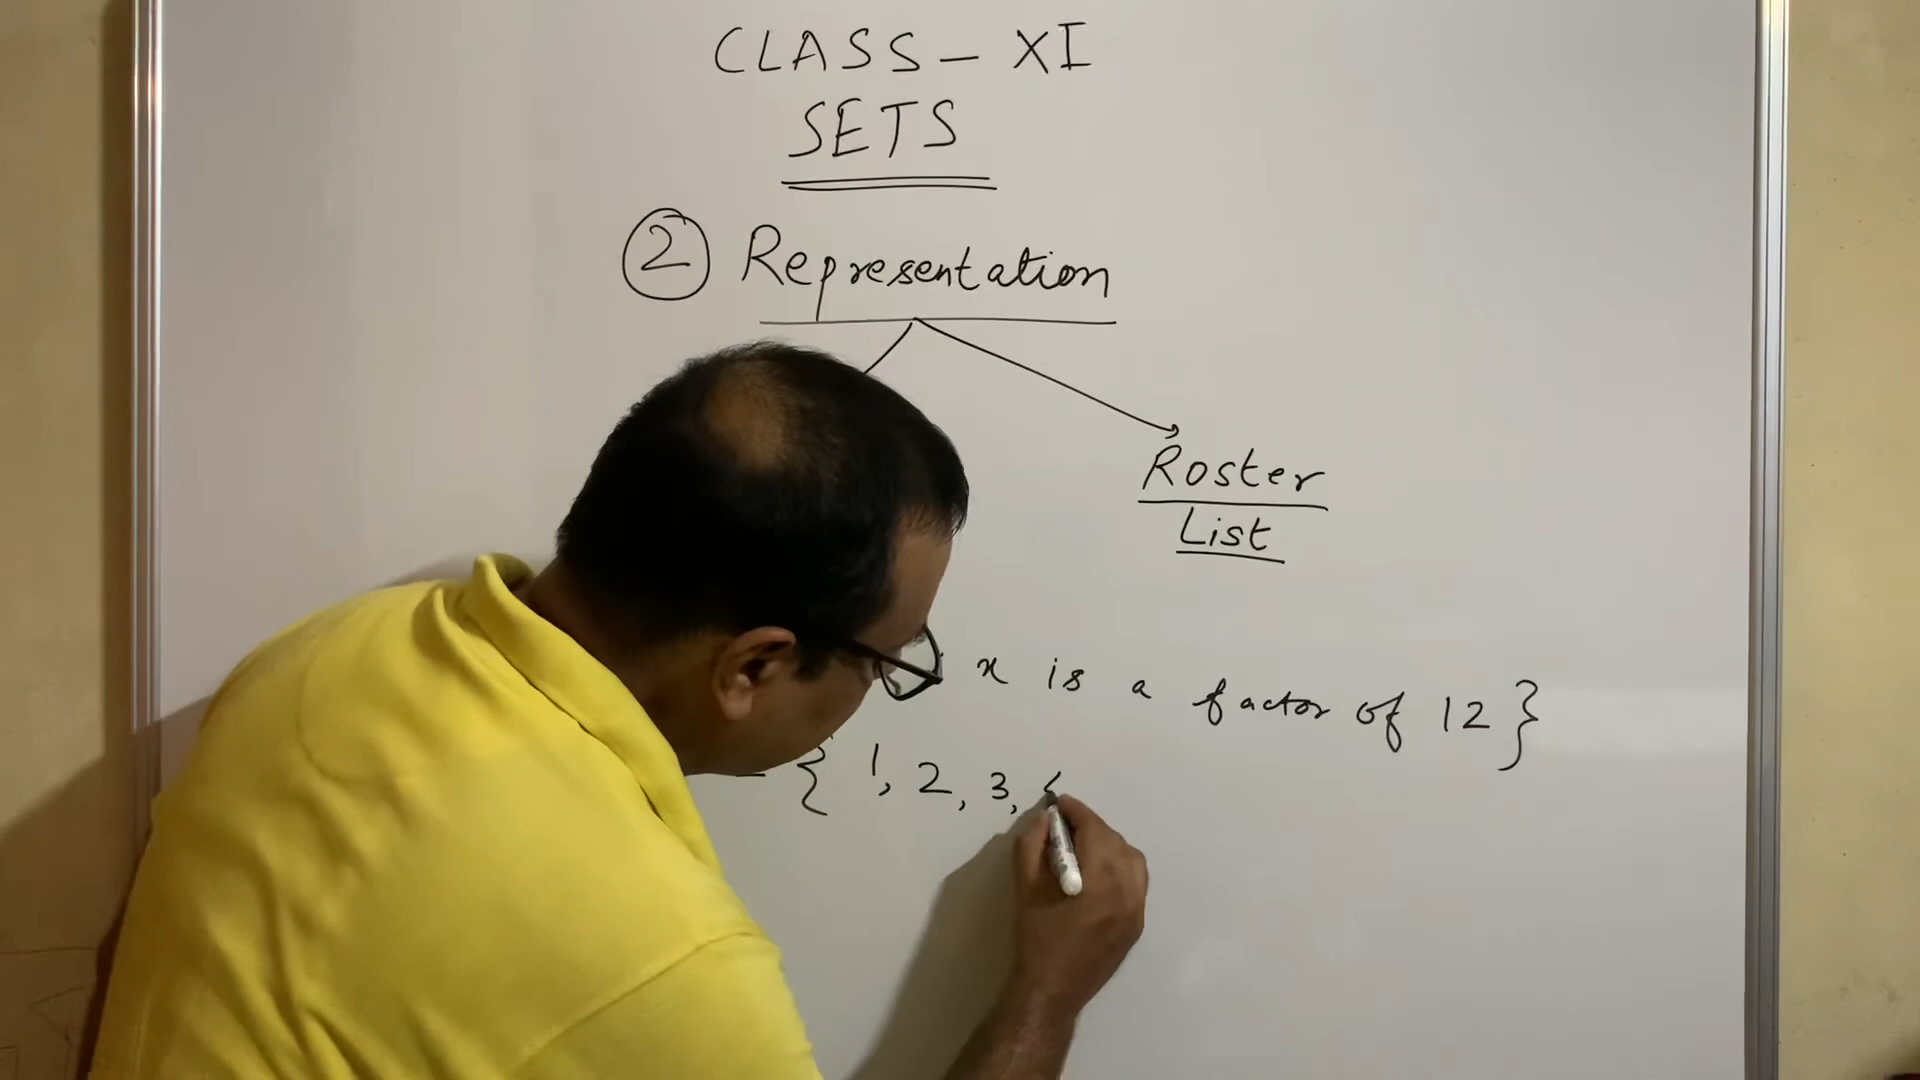 CLASS - XI
SETS
② Representation
Roster
List
x is a factor of 12 }
= { 1, 2, 3,